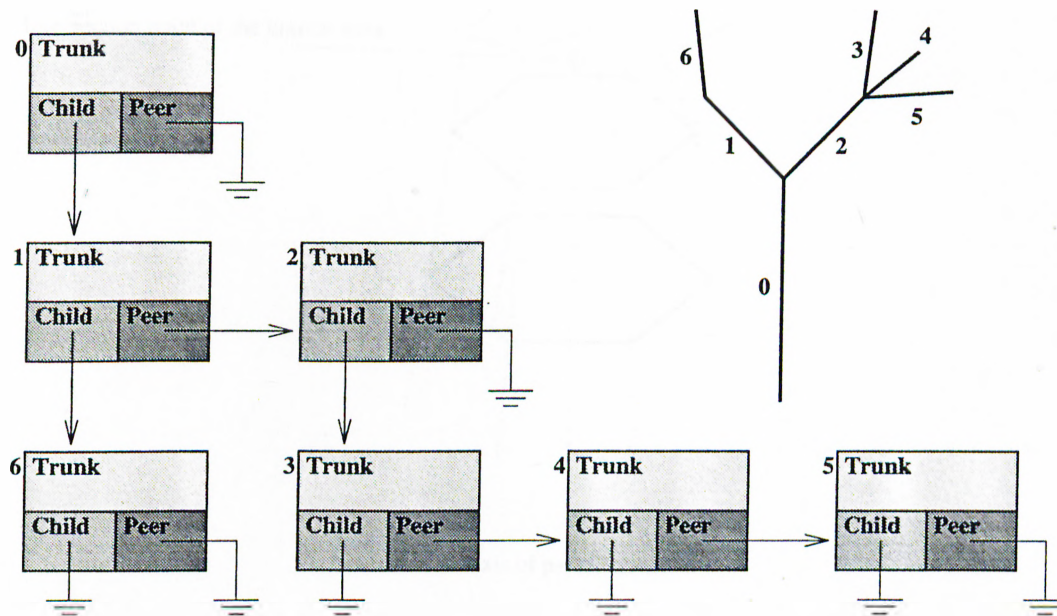 0 Trunk
Child Peer
6
3
4
5
1
2
0
1 Trunk
Child Peer
2 Trunk
Child Peer
6 Trunk
Child Peer
3 Trunk
Child Peer
4 Trunk
Child Peer
5 Trunk
Child Peer